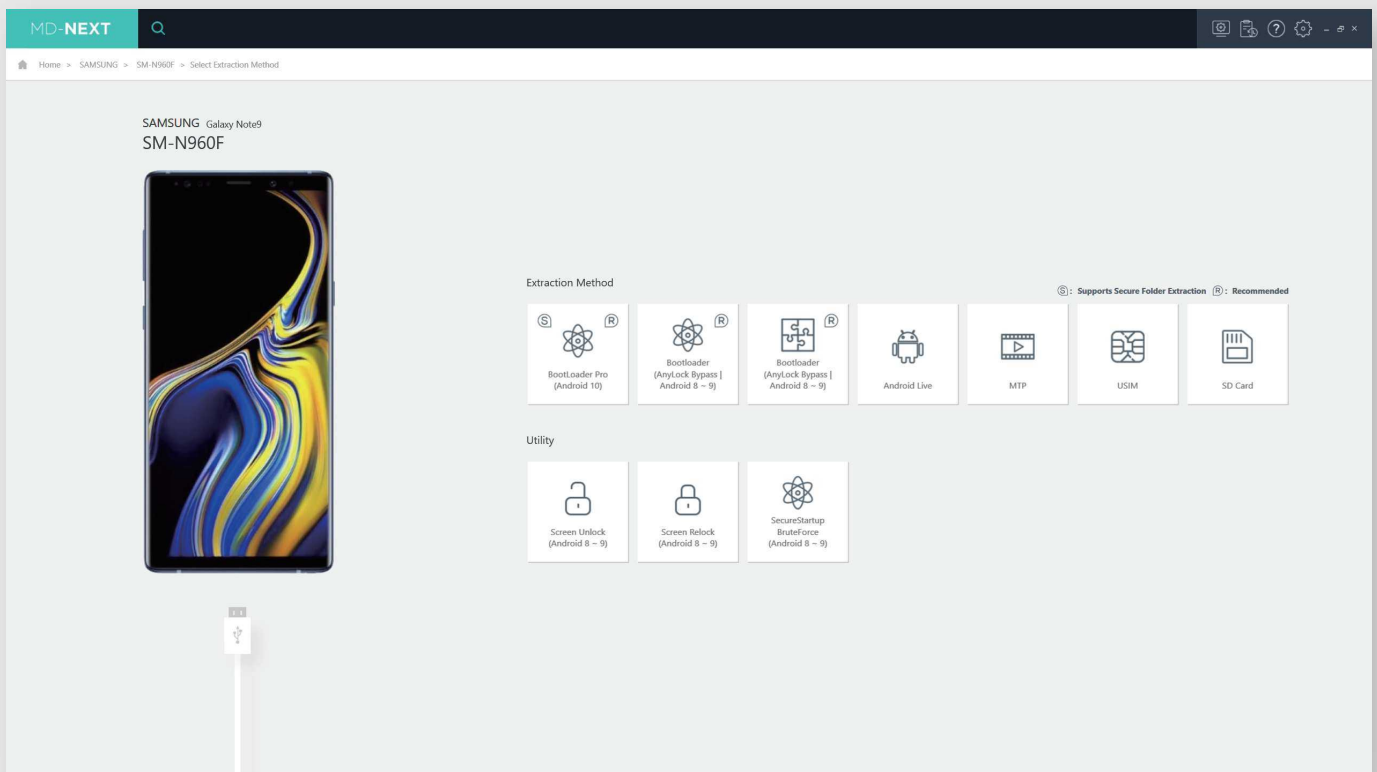 MD-NEXT
Home > SAMSUNG > SM-N960F > Select Extraction Method
SAMSUNG Galaxy Note9
SM-N960F
Extraction Method
Ⓢ : Supports Secure Folder Extraction Ⓡ : Recommended
Ⓢ Ⓡ
BootLoader Pro
(Android 10)
Ⓡ
Bootloader
(AnyLock Bypass |
Android 8 ~ 9)
Ⓡ
Bootloader
(AnyLock Bypass |
Android 8 ~ 9)
Android Live
MTP
USIM
SD Card
Utility
Screen Unlock
(Android 8 ~ 9)
Screen Relock
(Android 8 ~ 9)
SecureStartup
BruteForce
(Android 8 ~ 9)